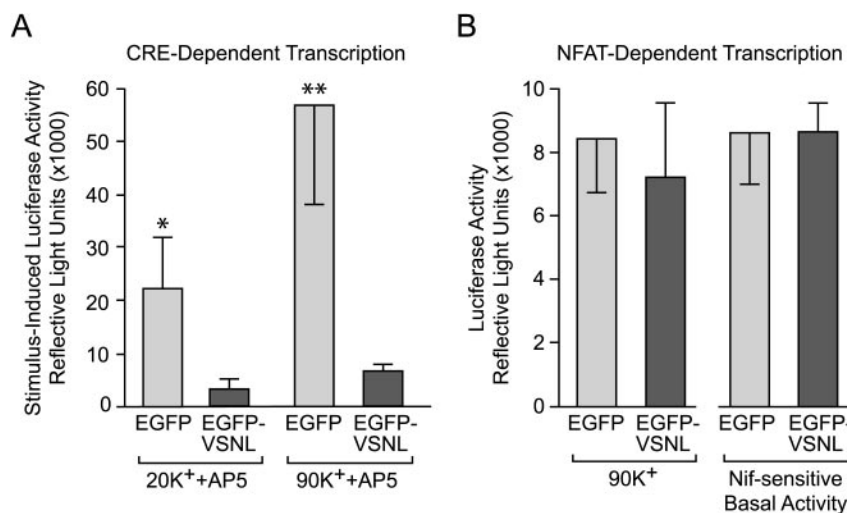 A
CRE-Dependent Transcription
Stimulus-Induced Luciferase Activity
Reflective Light Units (x1000)
60
50
40
30
20
10
0
*
**
EGFP
EGFP-
VSNL
EGFP
EGFP-
VSNL
20K⁺+AP5
90K⁺+AP5
B
NFAT-Dependent Transcription
Luciferase Activity
Reflective Light Units (x1000)
10
8
6
4
2
0
EGFP
EGFP-
VSNL
EGFP
EGFP-
VSNL
90K⁺
Nif-sensitive
Basal Activity